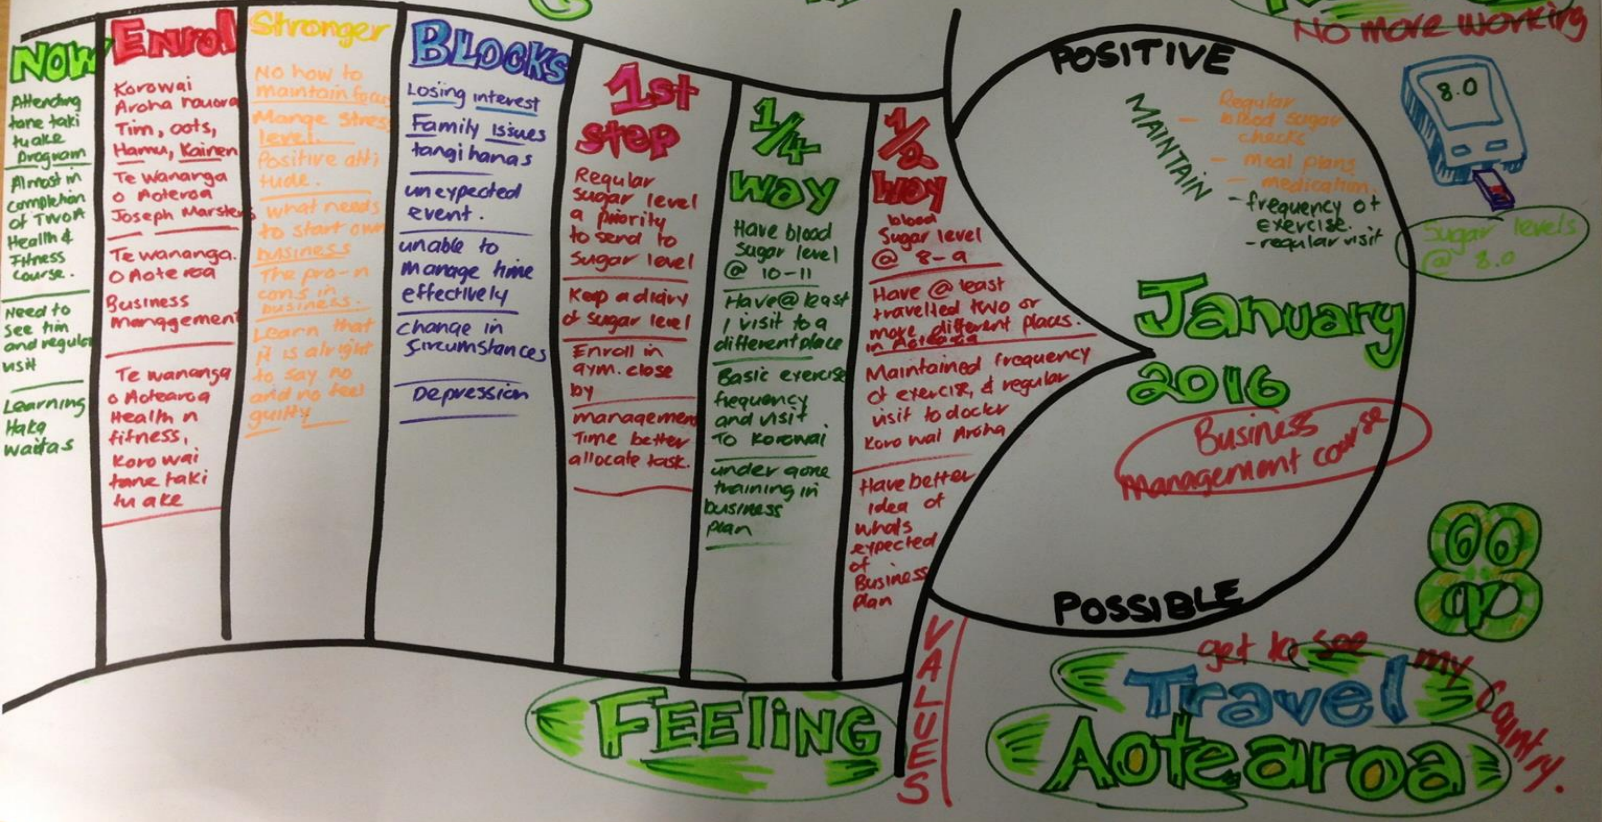 NOW
Attending
tane taki
tu ake
program
Almost in
completion
of TWOA
Health &
Fitness
course.
Need to
see him
and regular
visit
Learning
Haka
Waitas
Enrol
Korowai
Aroha
Tim, oots,
Hamu, Kairen
Te Wananga
o Aoteroa
Joseph Marsters
Te wananga.
o Aoteroa
Business
Management
Te wananga
o Aotearoa
Health n
fitness,
Korowai
tane taki
tu ake
Stronger
No how to
maintain focus
Mange stress
level.
Positive atti
tude.
what needs
to start own
business
The pro-n
cons in
business.
Learn that
it is alright
to say no
and no feel
guilty
BLOCKS
Losing interest
Family issues
tangihanas
unexpected
event.
unable to
manage time
effectively
change in
circumstances
Depression
1st
step
Regular
sugar level
a priority
to send to
sugar level
Keep a diary
of sugar level
Enroll in
gym. close
by
management
Time better
allocate task.
1/4
way
Have blood
sugar level
@ 10-11
Have @ least
1 visit to a
different place
Basic exercise
frequency
and visit
To Korowai
under gone
training in
business
plan
1/2
way
blood
Sugar level
@ 8-9
Have @ least
travelled two or
more different places.
in Aotearoa
Maintained frequency
of exercise, & regular
visit to docter
Korowai Aroha
Have better
idea of
whats
expected
of
Business
plan
POSITIVE
MAINTAIN
Regular
- blood sugar
checks
- meal plans
- medication.
- frequency of
exercise.
- regular visit
January
2016
Business
Management course
POSSIBLE
No more working
8.0
Sugar levels
@ 8.0
get to see my country.
Travel
Aotearoa
VALUES
FEELING